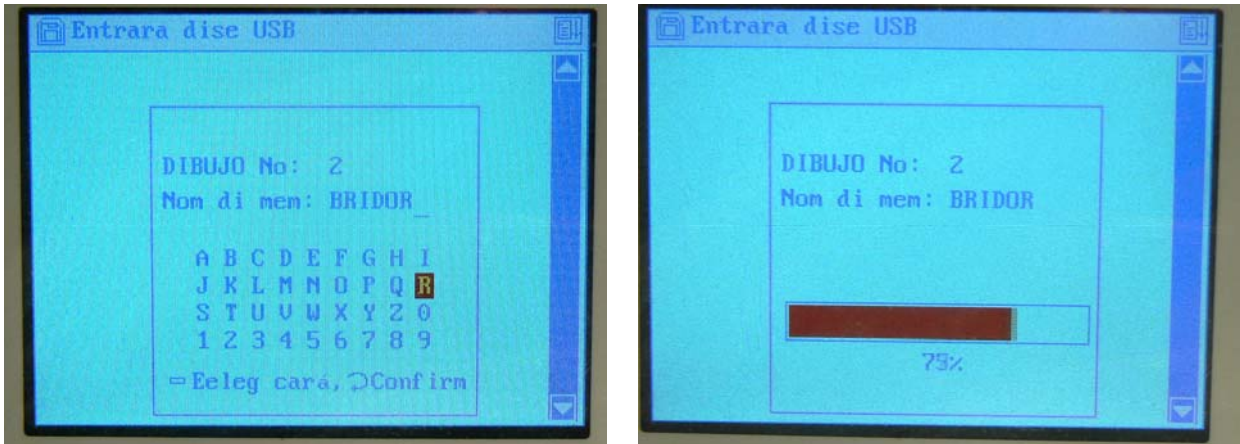 Entrara dise USB
DIBUJO No: 2
Nom di mem: BRIDOR_
A B C D E F G H I
J K L M N O P Q R
S T U V W X Y Z 0
1 2 3 4 5 6 7 8 9
Eeleg cará, Confirm
Entrara dise USB
DIBUJO No: 2
Nom di mem: BRIDOR